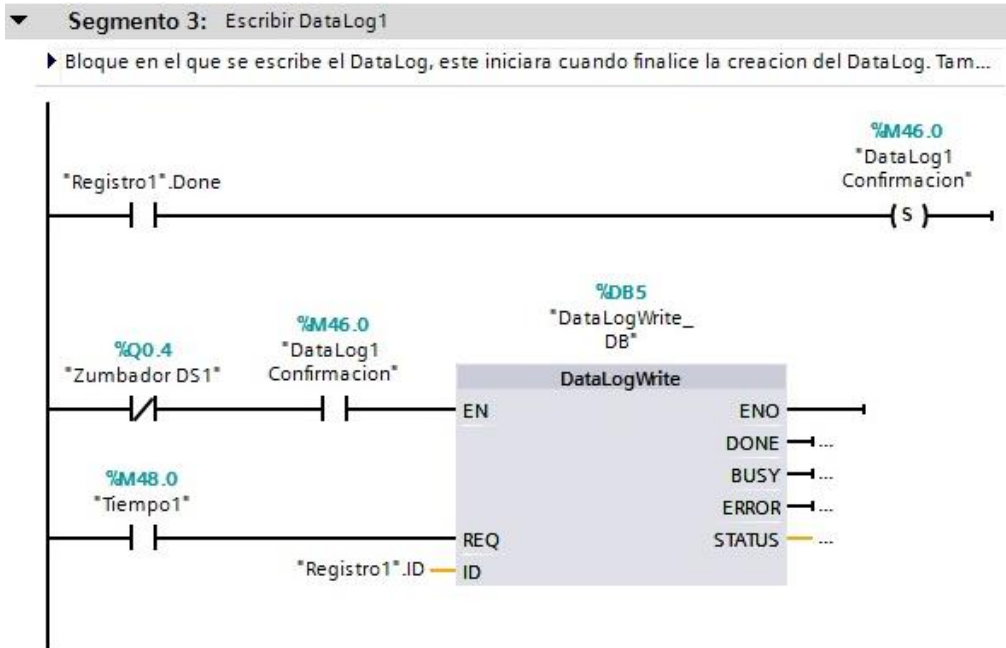 Segmento 3: Escribir DataLog1
Bloque en el que se escribe el DataLog, este iniciara cuando finalice la creacion del DataLog. Tam...
%M46.0
"DataLog1
Confirmacion"
"Registro1".Done
( S )
%DB5
"DataLogWrite_
DB"
%Q0.4
"Zumbador DS1"
%M46.0
"DataLog1
Confirmacion"
DataLogWrite
EN ENO
DONE ...
BUSY ...
ERROR ...
%M48.0
"Tiempo1"
REQ STATUS ...
"Registro1".ID ID